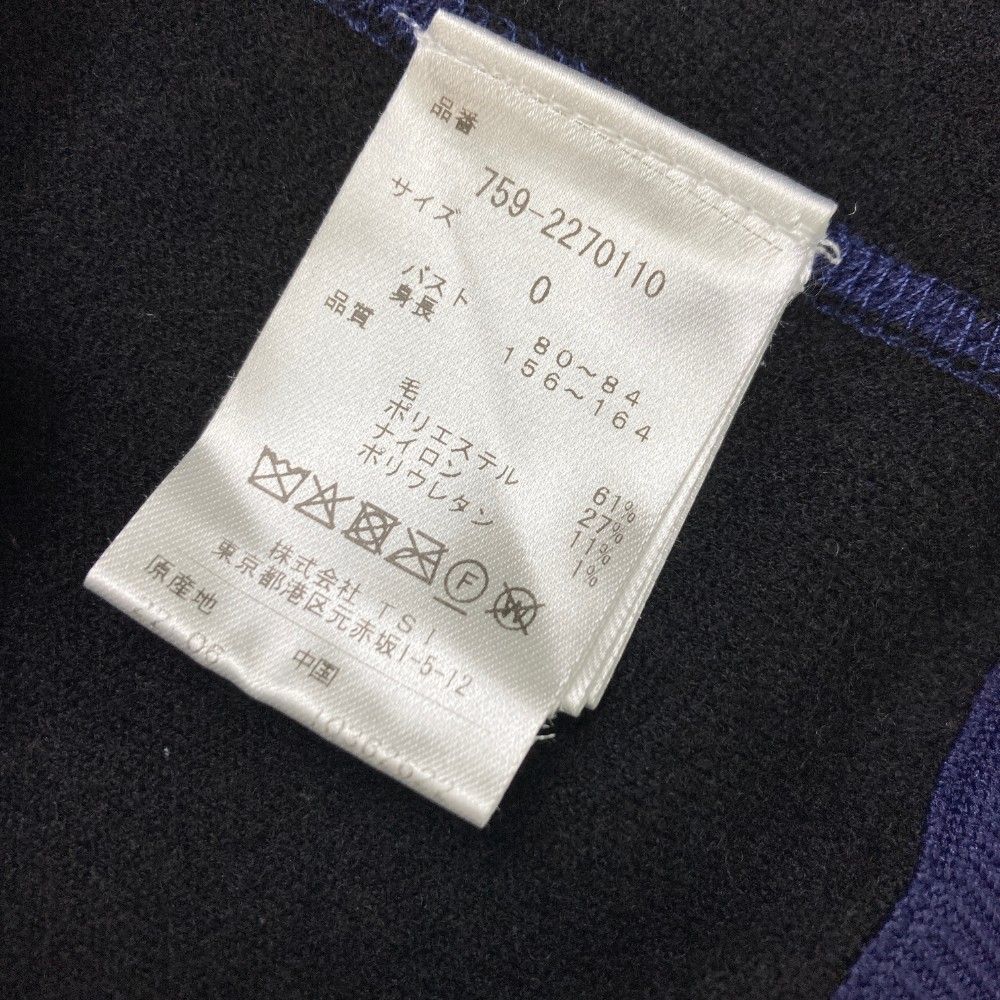 品番
759-2270110
サイズ
0
バスト 80～84
身長 156～164
品質
毛 61%
ポリエステル 27%
ナイロン 11%
ポリウレタン 1%
F
W
株式会社 TSI
東京都港区元赤坂1-5-12
原産地 中国